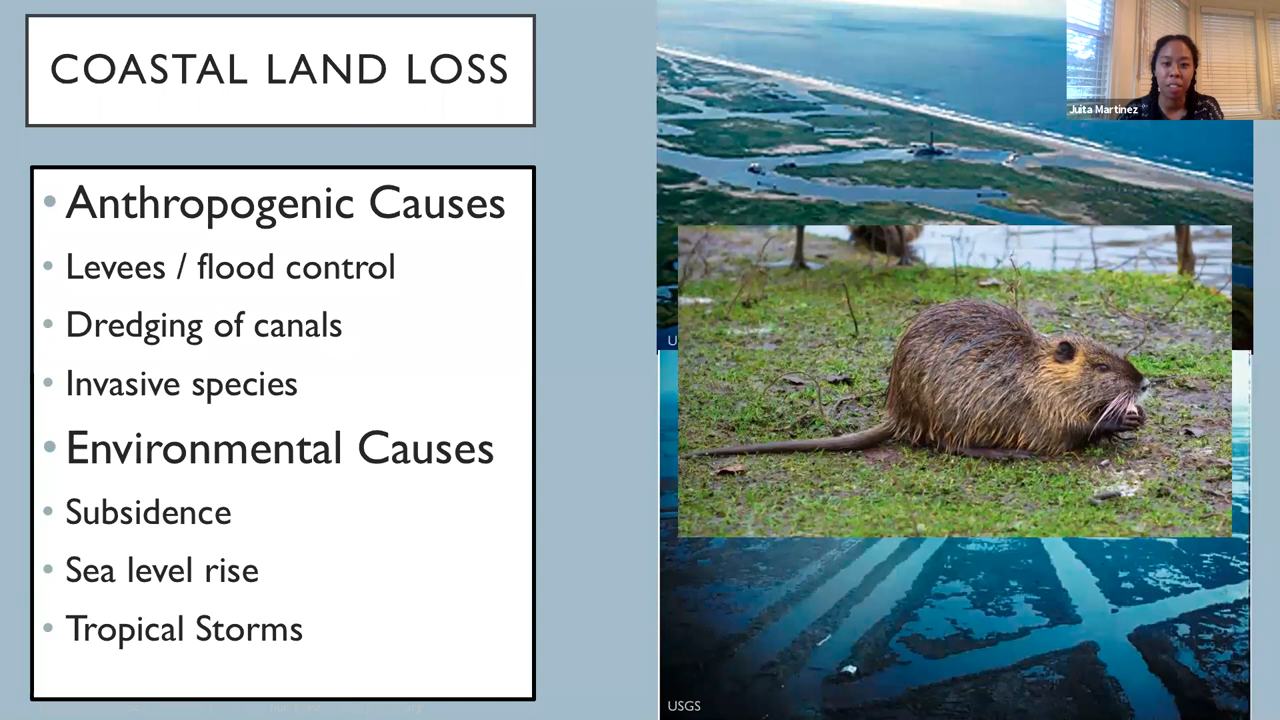 COASTAL LAND LOSS
• Anthropogenic Causes
• Levees / flood control
• Dredging of canals
• Invasive species
• Environmental Causes
• Subsidence
• Sea level rise
• Tropical Storms
Juita Martinez
U
USGS